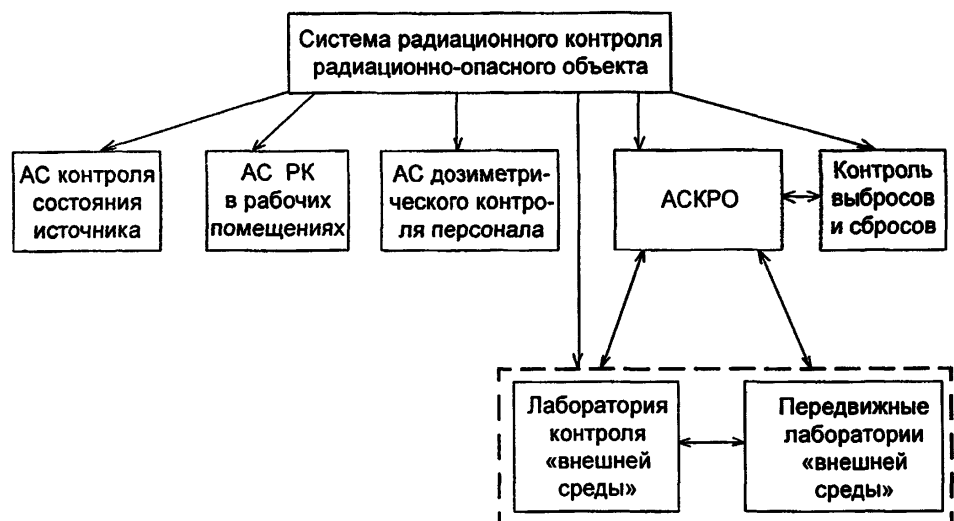 Система радиационного контроля
радиационно-опасного объекта
АС контроля
состояния
источника
АС РК
в рабочих
помещениях
АС дозиметри-
ческого контро-
ля персонала
АСКРО
Контроль
выбросов
и сбросов
Лаборатория
контроля
«внешней
среды»
Передвижные
лаборатории
«внешней
среды»